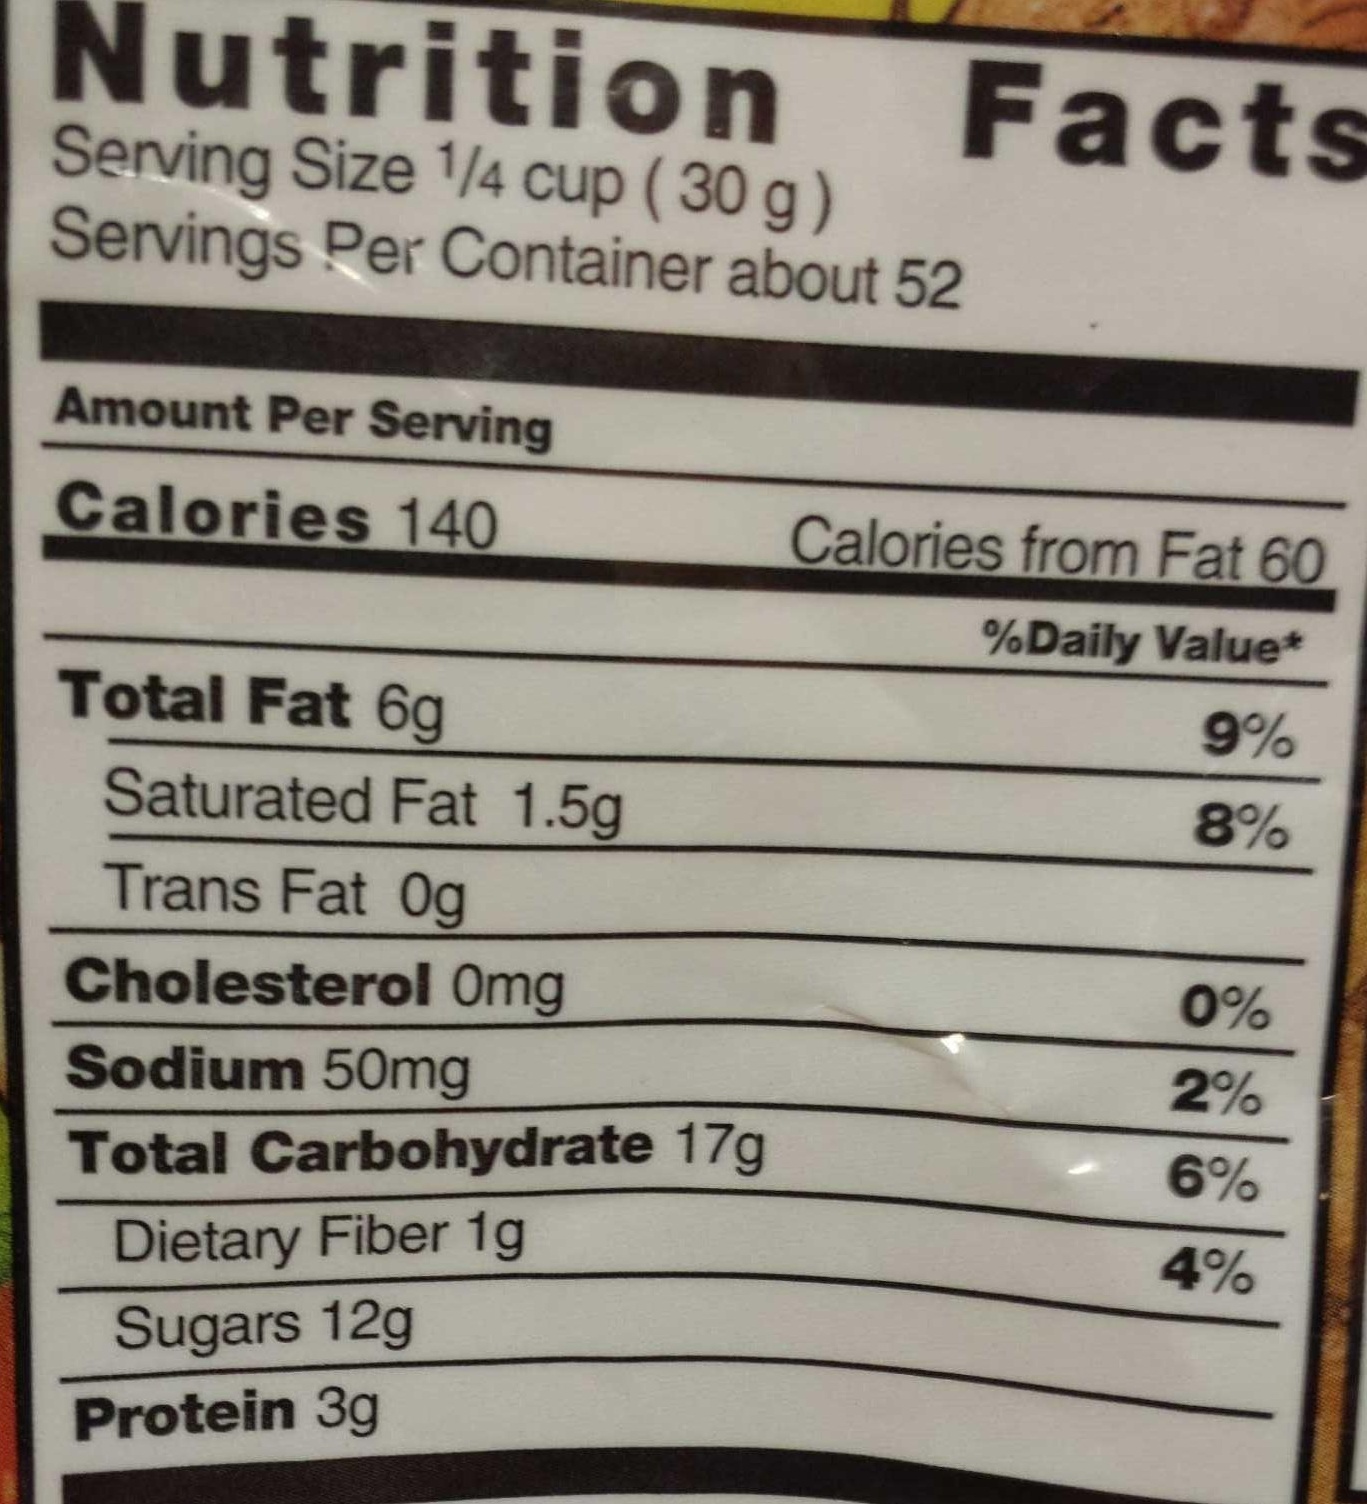 Nutrition Facts
Serving Size 1/4 cup ( 30 g )
Servings Per Container about 52
Amount Per Serving
Calories 140 Calories from Fat 60
%Daily Value*
Total Fat 6g 9%
Saturated Fat 1.5g 8%
Trans Fat 0g
Cholesterol 0mg 0%
Sodium 50mg 2%
Total Carbohydrate 17g 6%
Dietary Fiber 1g 4%
Sugars 12g
Protein 3g